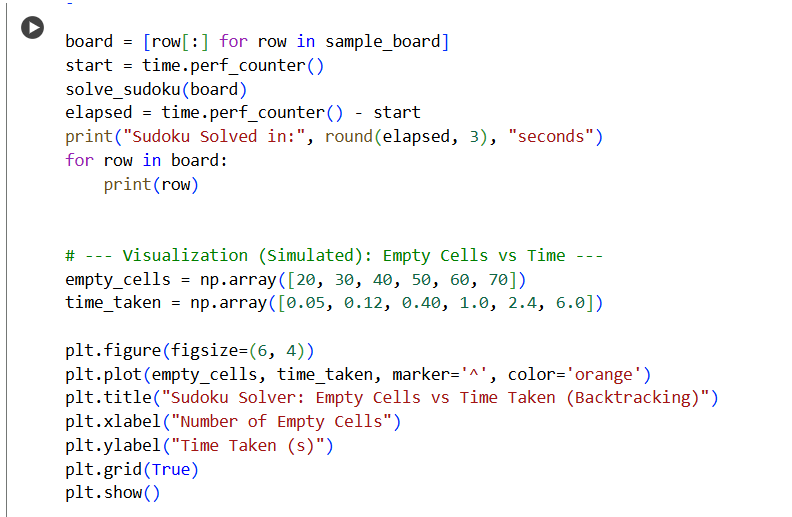 board = [row[:] for row in sample_board]
start = time.perf_counter()
solve_sudoku(board)
elapsed = time.perf_counter() - start
print("Sudoku Solved in:", round(elapsed, 3), "seconds")
for row in board:
    print(row)
# --- Visualization (Simulated): Empty Cells vs Time ---
empty_cells = np.array([20, 30, 40, 50, 60, 70])
time_taken = np.array([0.05, 0.12, 0.40, 1.0, 2.4, 6.0])
plt.figure(figsize=(6, 4))
plt.plot(empty_cells, time_taken, marker='^', color='orange')
plt.title("Sudoku Solver: Empty Cells vs Time Taken (Backtracking)")
plt.xlabel("Number of Empty Cells")
plt.ylabel("Time Taken (s)")
plt.grid(True)
plt.show()